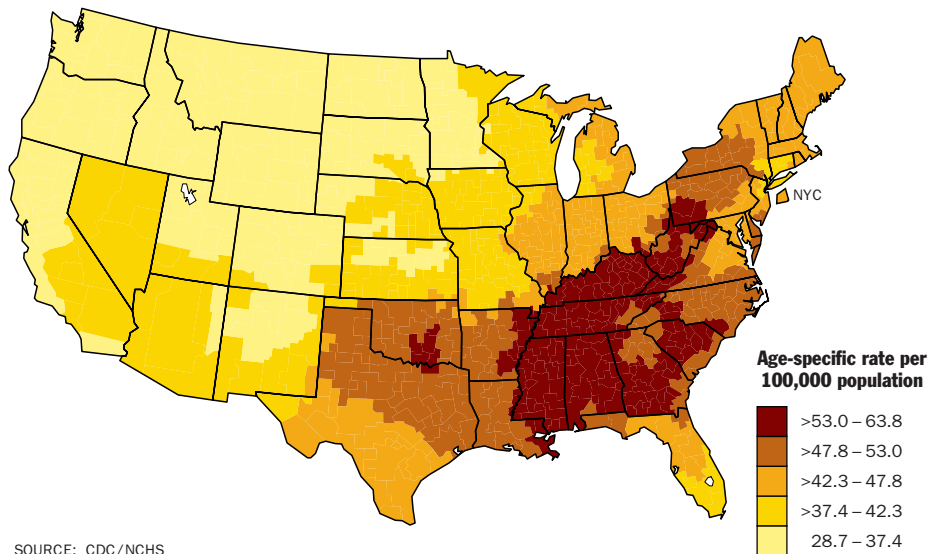 NYC
Age-specific rate per
100,000 population
>53.0 – 63.8
>47.8 – 53.0
>42.3 – 47.8
>37.4 – 42.3
28.7 – 37.4
SOURCE: CDC/NCHS